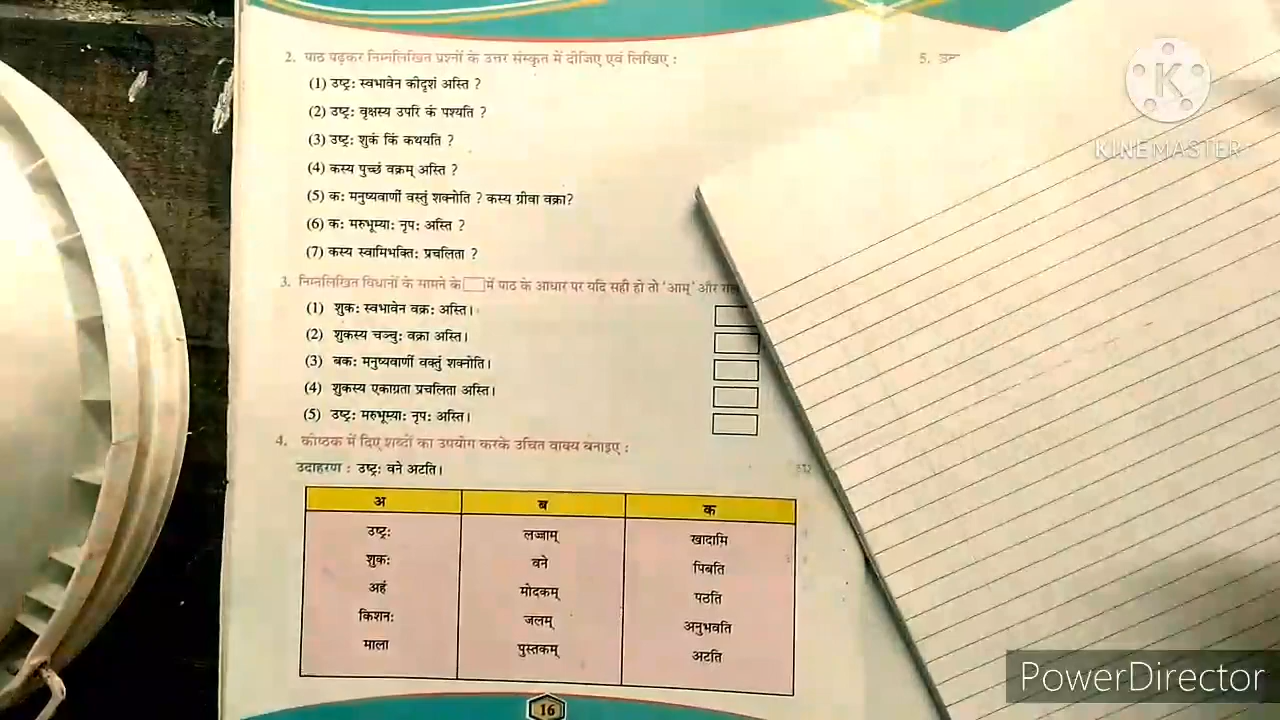 2. पाठ पढ़कर निम्नलिखित प्रश्नों के उत्तर संस्कृत में दीजिए एवं लिखिए :
(1) उष्ट्रः स्वभावेन कीदृशं अस्ति ?
(2) उष्ट्रः वृक्षस्य उपरि कं पश्यति ?
(3) उष्ट्रः शुकं किं कथयति ?
(4) कस्य पुच्छं वक्रम् अस्ति ?
(5) कः मनुष्यवाणीं वस्तुं शक्नोति ? कस्य ग्रीवा वक्रा?
(6) कः मरुभूम्याः नृपः अस्ति ?
(7) कस्य स्वामिभक्तिः प्रचलिता ?
3. निम्नलिखित विधानों के सामने के में पाठ के आधार पर यदि सही हो तो 'आम्' और
(1) शुकः स्वभावेन वक्रः अस्ति।
(2) शुकस्य चञ्चुः वक्रा अस्ति।
(3) बकः मनुष्यवाणीं वक्तुं शक्नोति।
(4) शुकस्य एकाग्रता प्रचलिता अस्ति।
(5) उष्ट्रः मरुभूम्याः नृपः अस्ति।
4. कोष्ठक में दिए शब्दों का उपयोग करके उचित वाक्य बनाइए :
उदाहरण : उष्ट्रः वने अटति।
अ ब क
उष्ट्रः लज्जाम् खादामि
शुकः वने पिबति
अहं मोदकम् पठति
किशनः जलम् अनुभवति
माला पुस्तकम् अटति
16
5.
K
KINEMASTER
PowerDirector